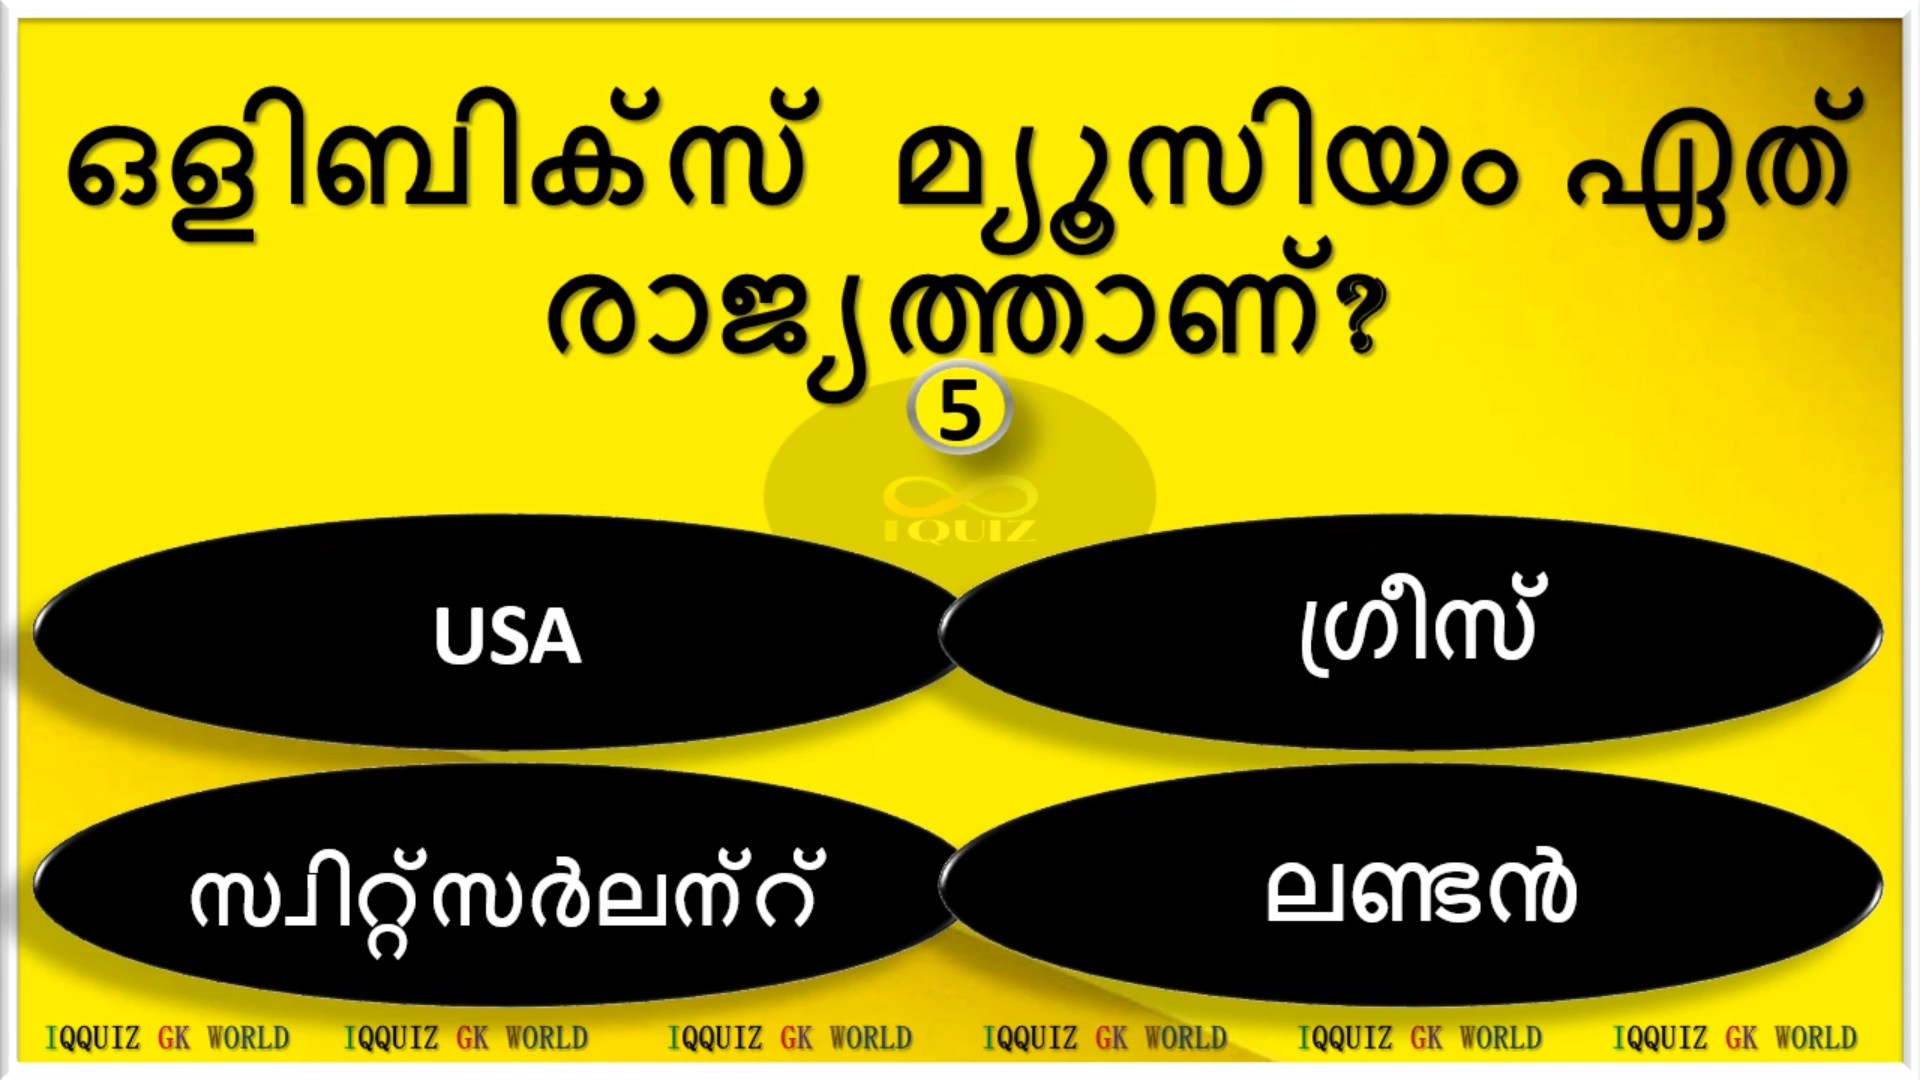 ഒളിബിക്സ് മ്യൂസിയം ഏത്
രാജ്യത്താണ്?
5
I QUIZ
USA
ഗ്രീസ്
സ്വിറ്റ്സർലന്റ്
ലണ്ടൻ
IQQUIZ GK WORLD IQQUIZ GK WORLD IQQUIZ GK WORLD IQQUIZ GK WORLD IQQUIZ GK WORLD IQQUIZ GK WORLD